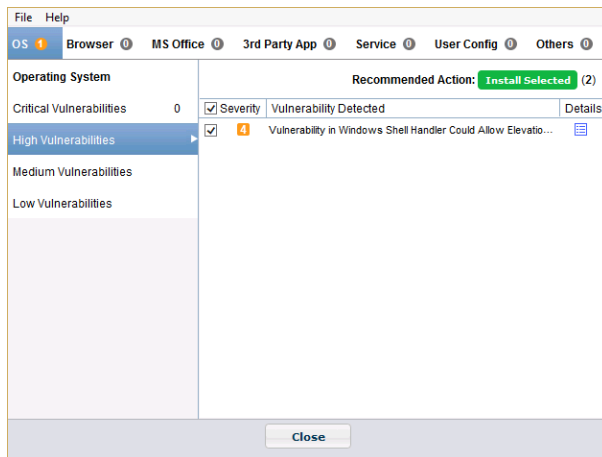 File Help
OS 1 Browser 0 MS Office 0 3rd Party App 0 Service 0 User Config 0 Others 0
Operating System
Recommended Action: Install Selected (2)
Critical Vulnerabilities 0
Severity Vulnerability Detected Details
High Vulnerabilities
4 Vulnerability in Windows Shell Handler Could Allow Elevatio...
Medium Vulnerabilities
Low Vulnerabilities
Close